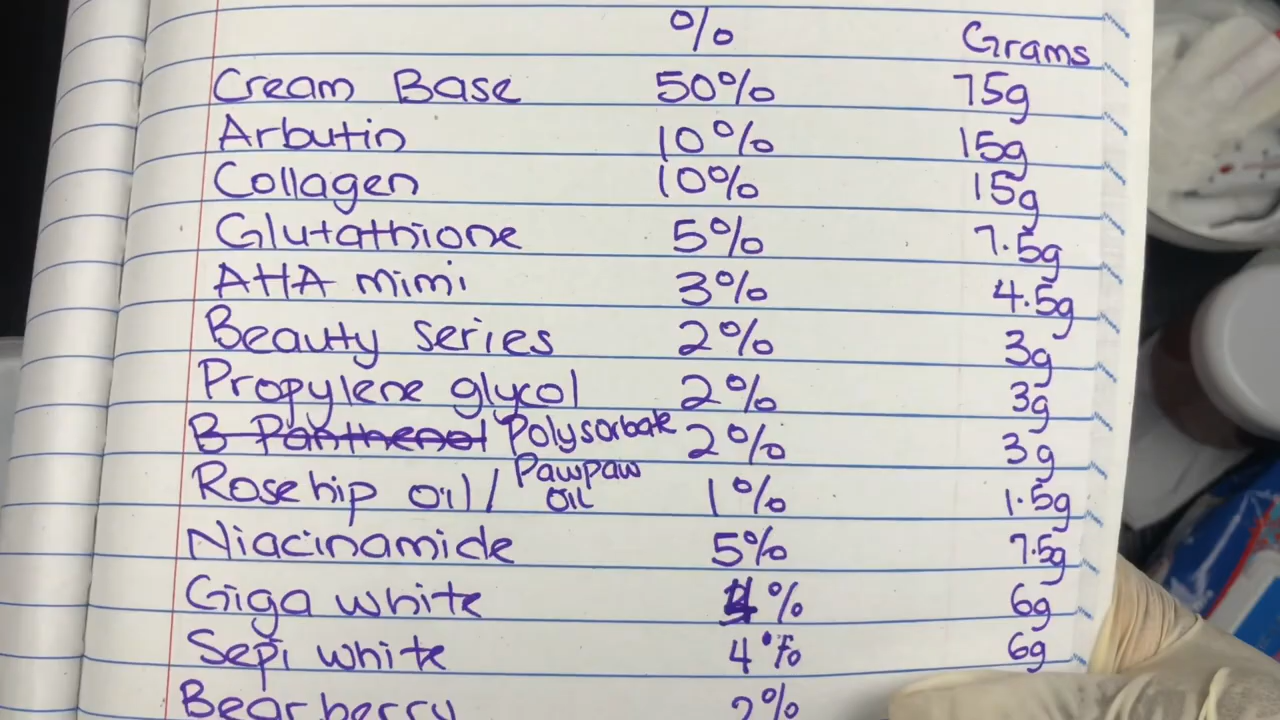 % Grams
Cream Base 50% 75g
Arbutin 10% 15g
Collagen 10% 15g
Glutathione 5% 7.5g
AHA mimi 3% 4.5g
Beauty series 2% 3g
Propylene glycol 2% 3g
B Panthenol Polysorbate 2% 3g
Rosehip oil / Pawpaw OIL 1% 1.5g
Niacinamide 5% 7.5g
Giga white 4% 6g
Sepi white 4% 6g
Bearberry 2%